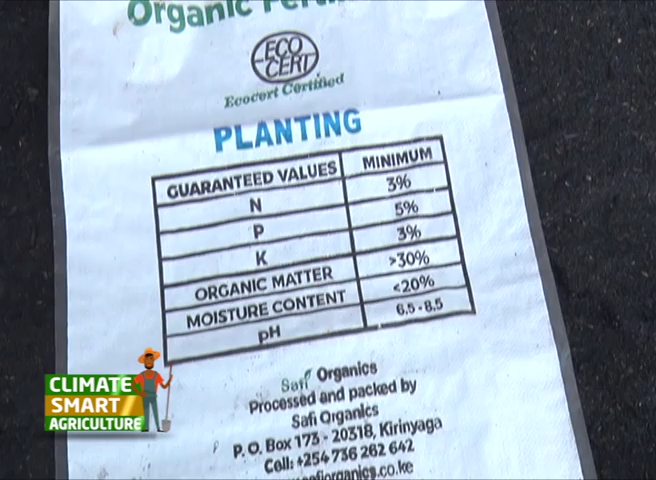 Organic
ECO
CERT
Ecocert Certified
PLANTING
GUARANTEED VALUES MINIMUM
N 3%
P 5%
K 3%
ORGANIC MATTER >30%
MOISTURE CONTENT <20%
pH 6.5-8.5
Safi Organics
Processed and packed by
Safi Organics
P. O. Box 173 - 20318, Kirinyaga
Cell: +254 736 262 642
CLIMATE
SMART
AGRICULTURE